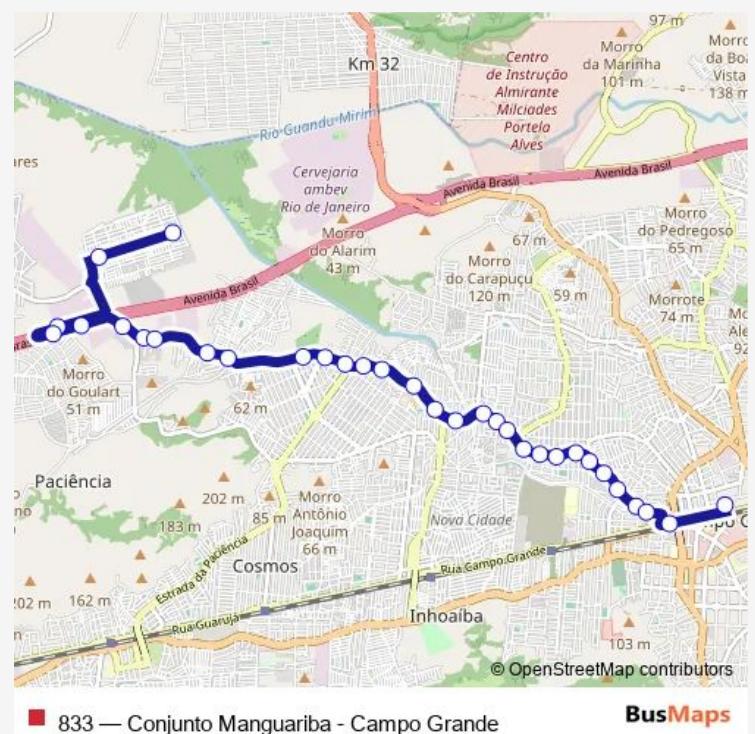 97 m
Morro
da Marinha
101 m
Morro
da Boa
Vista
138 m
Km 32
Centro
de Instrução
Almirante
Milciades
Portela
Alves
Rio Guandu Mirim
Cervejaria
ambev
Rio de Janeiro
Avenida Brasil
Avenida Brasil
ares
Morro
do Alarim
43 m
67 m
Morro
do Pedregoso
65 m
Morro
do Carapuçu
120 m
59 m
Morrote
74 m
Avenida Brasil
Morro
do Goulart
51 m
62 m
Paciência
202 m
183 m
85 m
Morro
Antônio
Joaquim
66 m
Nova Cidade
Estrada de Paciência
Cosmos
Rua Campo Grande
202 m
162 m
Rua Guarujá
Inhoaíba
103 m
© OpenStreetMap contributors
833 — Conjunto Manguariba - Campo Grande
BusMaps